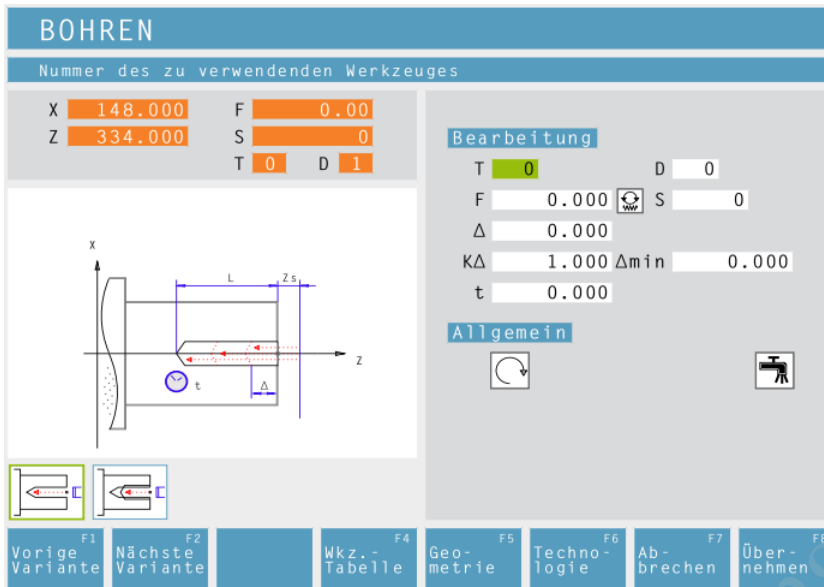 BOHREN
Nummer des zu verwendenden Werkzeuges
X 148.000 F 0.00
Z 334.000 S 0
T 0 D 1
Bearbeitung
T 0 D 0
F 0.000 S 0
Δ 0.000
KΔ 1.000 Δmin 0.000
t 0.000
Allgemein
X
L Zs
Z
t Δ
F1 F2 F4 F5 F6 F7 F8
Vorige Nächste Wkz.- Geo- Techno- Ab- Über-
Variante Variante Tabelle metrie logie brechen nehmen